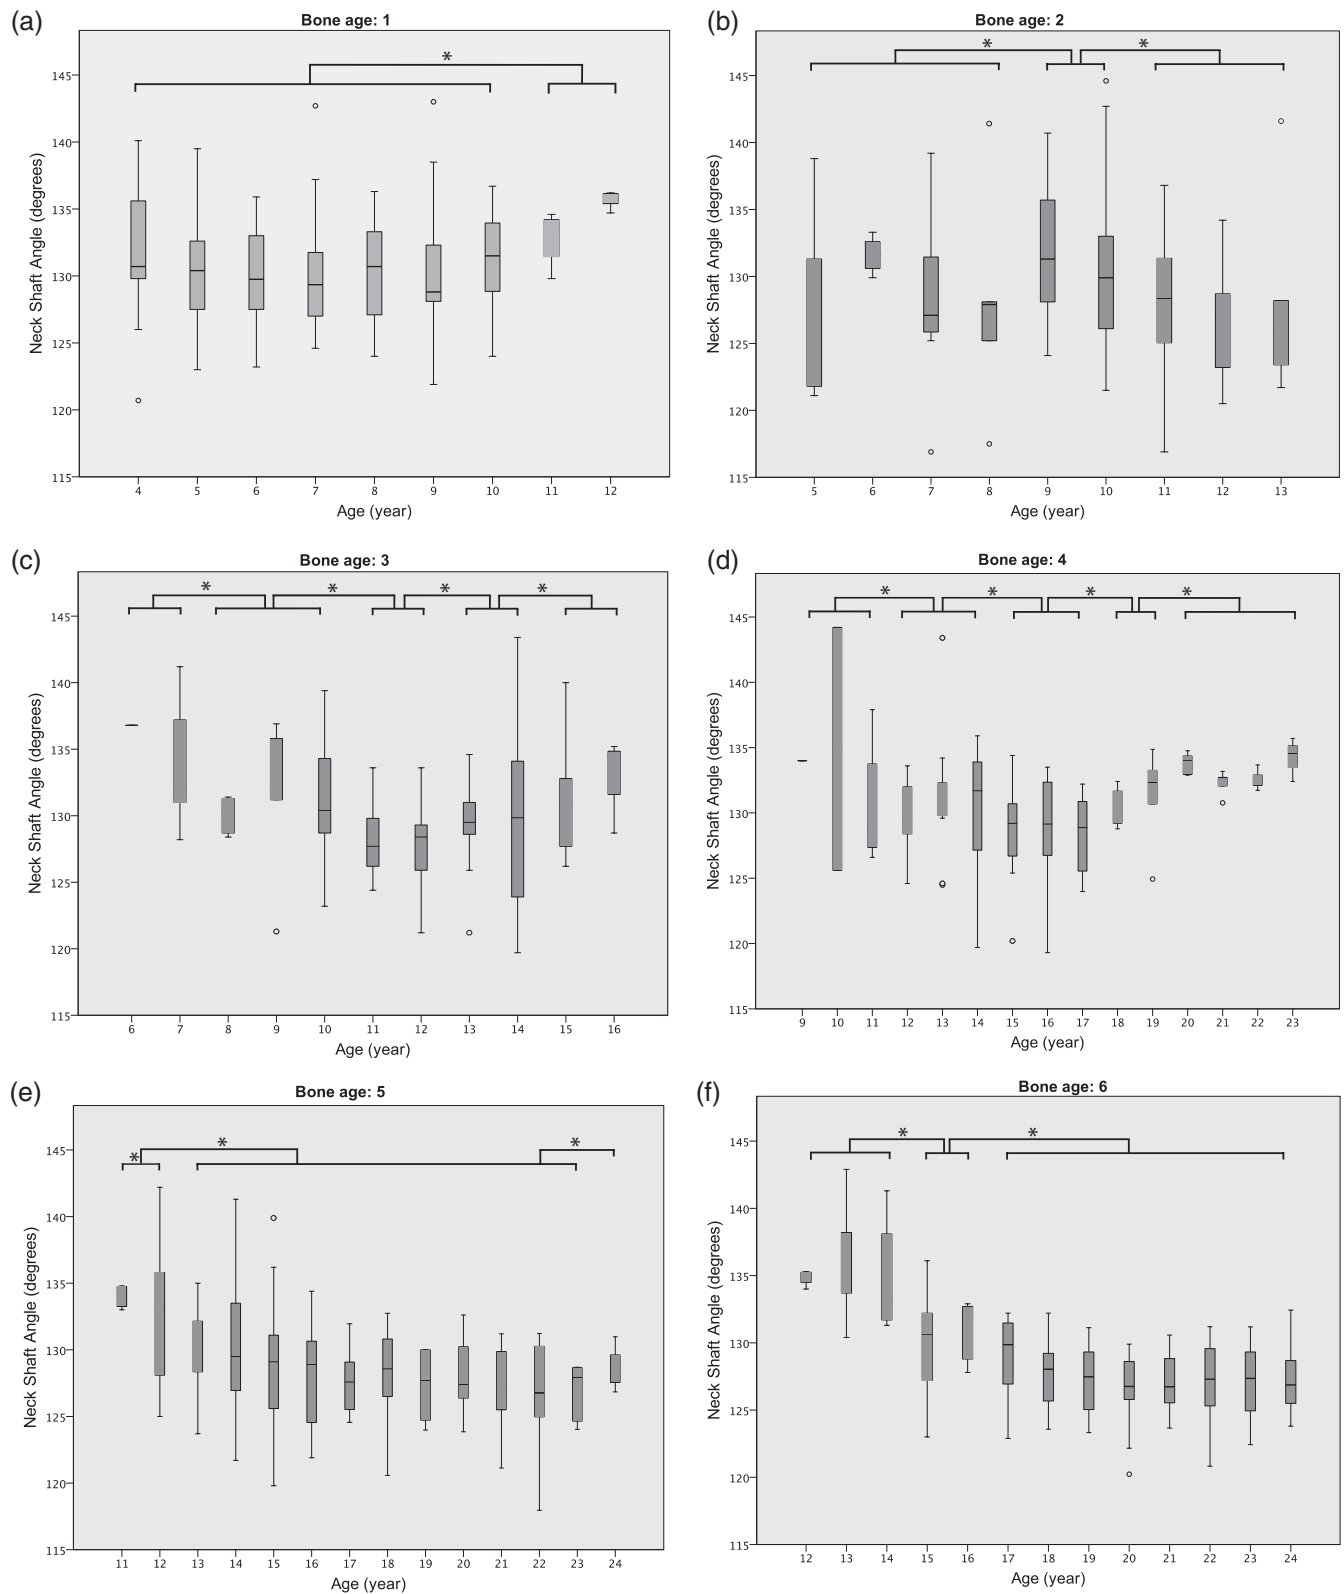 (a)
Bone age: 1
*
Neck Shaft Angle (degrees)
145
140
135
130
125
120
115
4 5 6 7 8 9 10 11 12
Age (year)
(b)
Bone age: 2
* *
Neck Shaft Angle (degrees)
145
140
135
130
125
120
115
5 6 7 8 9 10 11 12 13
Age (year)
(c)
Bone age: 3
* * * *
Neck Shaft Angle (degrees)
145
140
135
130
125
120
115
6 7 8 9 10 11 12 13 14 15 16
Age (year)
(d)
Bone age: 4
* * * *
Neck Shaft Angle (degrees)
145
140
135
130
125
120
115
9 10 11 12 13 14 15 16 17 18 19 20 21 22 23
Age (year)
(e)
Bone age: 5
* * *
Neck Shaft Angle (degrees)
145
140
135
130
125
120
115
11 12 13 14 15 16 17 18 19 20 21 22 23 24
Age (year)
(f)
Bone age: 6
* *
Neck Shaft Angle (degrees)
145
140
135
130
125
120
115
12 13 14 15 16 17 18 19 20 21 22 23 24
Age (year)